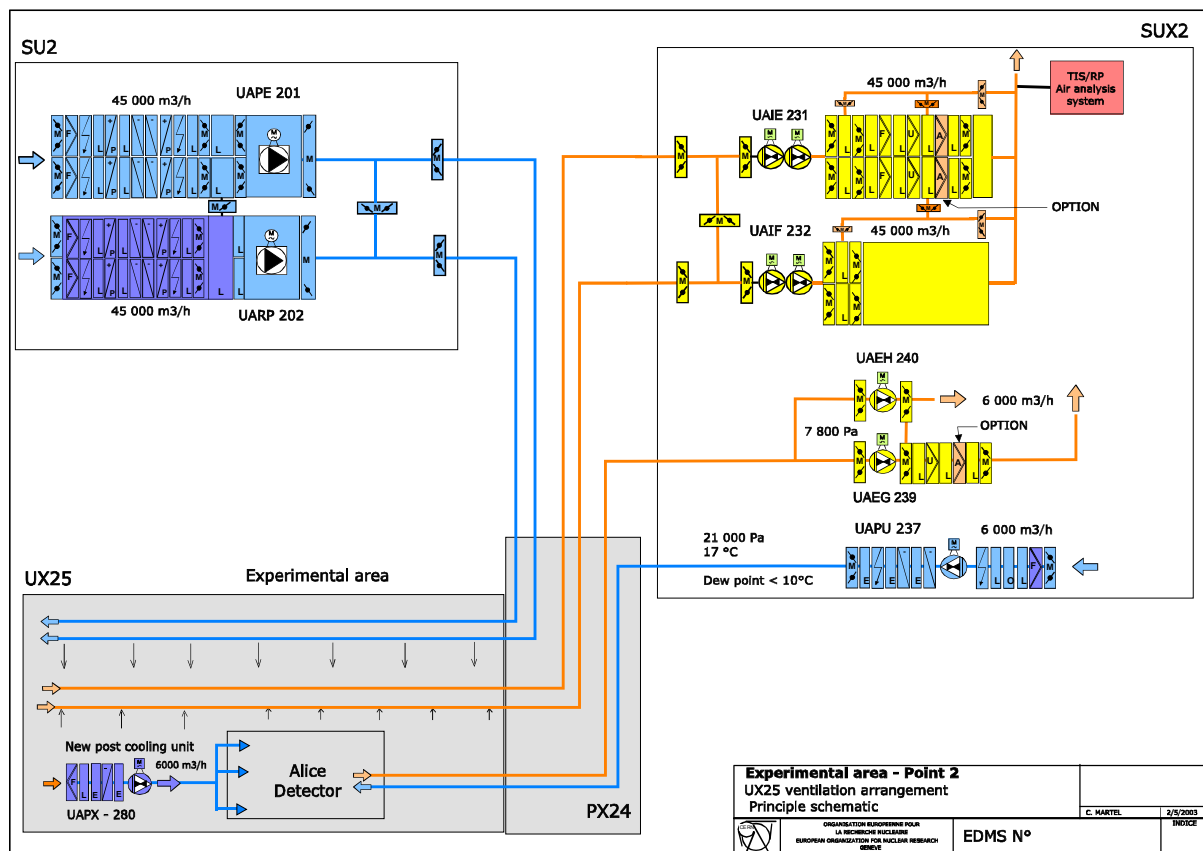 SU2
SUX2
45 000 m3/h
UAPE 201
45 000 m3/h
UARP 202
45 000 m3/h
TIS/RP
Air analysis
system
UAIE 231
OPTION
UAIF 232
45 000 m3/h
UAEH 240
6 000 m3/h
OPTION
7 800 Pa
UAEG 239
UAPU 237
6 000 m3/h
21 000 Pa
17 °C
Dew point < 10°C
UX25
Experimental area
New post cooling unit
6000 m3/h
UAPX - 280
Alice
Detector
PX24
Experimental area - Point 2
UX25 ventilation arrangement
Principle schematic
C. MARTEL
2/5/2003
INDICE
CERN
ORGANISATION EUROPEENNE POUR
LA RECHERCHE NUCLEAIRE
EUROPEAN ORGANIZATION FOR NUCLEAR RESEARCH
GENEVE
EDMS N°